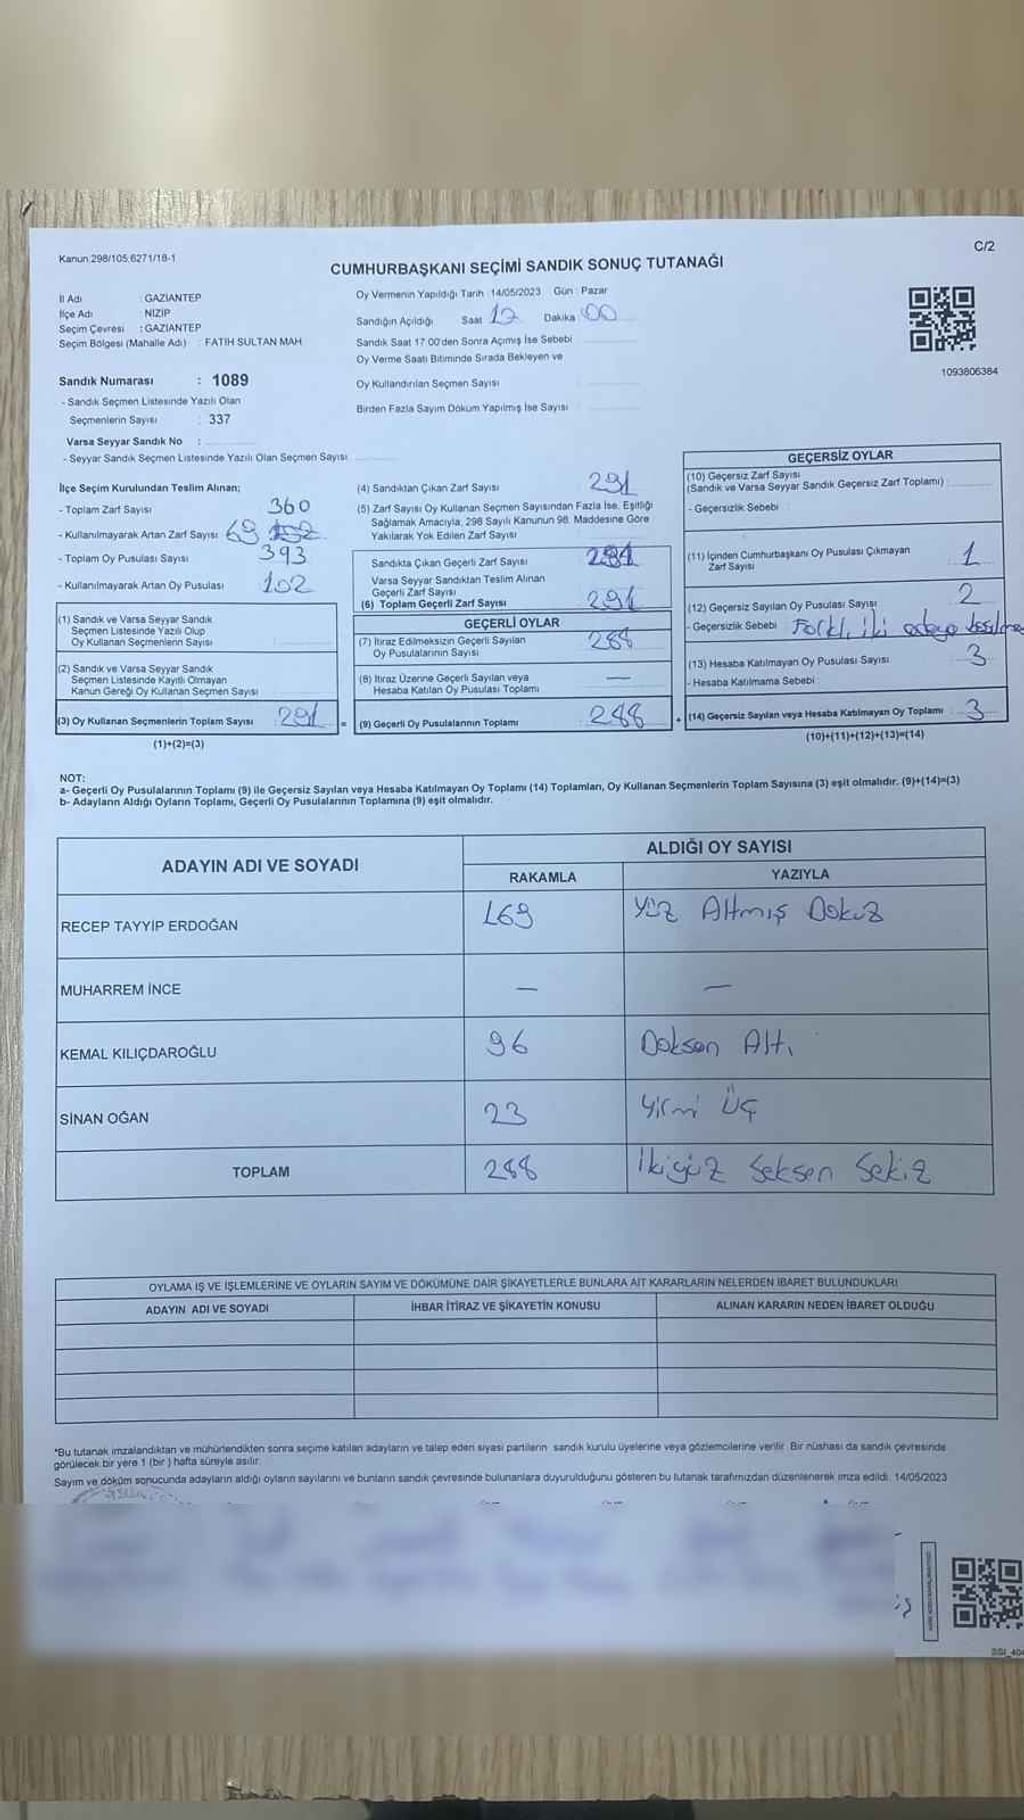 Kanun 298/105.6271/18-1
C/2
CUMHURBAŞKANI SEÇİMİ SANDIK SONUÇ TUTANAĞI
İl Adı : GAZİANTEP
İlçe Adı : NİZİP
Seçim Çevresi : GAZİANTEP
Seçim Bölgesi (Mahalle Adı) : FATİH SULTAN MAH.
Oy Vermenin Yapıldığı Tarih : 14/05/2023 Gün : Pazar
Sandığın Açıldığı Saat 17 Dakika 00
Sandık Saat 17:00'den Sonra Açmış İse Sebebi
Oy Verme Saati Bitiminde Sırada Bekleyen ve
Oy Kullandırılan Seçmen Sayısı
Birden Fazla Sayım Döküm Yapılmış İse Sayısı
1093806384
Sandık Numarası : 1089
- Sandık Seçmen Listesinde Yazılı Olan
Seçmenlerin Sayısı : 337
Varsa Seyyar Sandık No :
- Seyyar Sandık Seçmen Listesinde Yazılı Olan Seçmen Sayısı
İlçe Seçim Kurulundan Teslim Alınan;
- Toplam Zarf Sayısı 360
- Kullanılmayarak Artan Zarf Sayısı 69
- Toplam Oy Pusulası Sayısı 393
- Kullanılmayarak Artan Oy Pusulası 102
(1) Sandık ve Varsa Seyyar Sandık
Seçmen Listesinde Yazılı Olup
Oy Kullanan Seçmenlerin Sayısı
(2) Sandık ve Varsa Seyyar Sandık
Seçmen Listesinde Kayıtlı Olmayan
Kanun Gereği Oy Kullanan Seçmen Sayısı
(3) Oy Kullanan Seçmenlerin Toplam Sayısı 291
(1)+(2)=(3)
(4) Sandıktan Çıkan Zarf Sayısı 291
(5) Zarf Sayısı Oy Kullanan Seçmen Sayısından Fazla İse, Eşitliği
Sağlamak Amacıyla, 298 Sayılı Kanunun 98. Maddesine Göre
Yakılarak Yok Edilen Zarf Sayısı
Sandıkta Çıkan Geçerli Zarf Sayısı 291
Varsa Seyyar Sandıktan Teslim Alınan
Geçerli Zarf Sayısı
(6) Toplam Geçerli Zarf Sayısı 291
GEÇERLİ OYLAR
(7) İtiraz Edilmeksizin Geçerli Sayılan
Oy Pusulalarının Sayısı 288
(8) İtiraz Üzerine Geçerli Sayılan veya
Hesaba Katılan Oy Pusulası Toplamı —
= (9) Geçerli Oy Pusulalarının Toplamı 288
GEÇERSİZ OYLAR
(10) Geçersiz Zarf Sayısı
(Sandık ve Varsa Seyyar Sandık Geçersiz Zarf Toplamı)
- Geçersizlik Sebebi :
(11) İçinden Cumhurbaşkanı Oy Pusulası Çıkmayan
Zarf Sayısı 1
(12) Geçersiz Sayılan Oy Pusulası Sayısı 2
- Geçersizlik Sebebi : Farklı iki adaya
(13) Hesaba Katılmayan Oy Pusulası Sayısı 3
- Hesaba Katılmama Sebebi :
+ (14) Geçersiz Sayılan veya Hesaba Katılmayan Oy Toplamı 3
(10)+(11)+(12)+(13)=(14)
NOT:
a- Geçerli Oy Pusulalarının Toplamı (9) ile Geçersiz Sayılan veya Hesaba Katılmayan Oy Toplamı (14) Toplamları, Oy Kullanan Seçmenlerin Toplam Sayısına (3) eşit olmalıdır. (9)+(14)=(3)
b- Adayların Aldığı Oyların Toplamı, Geçerli Oy Pusulalarının Toplamına (9) eşit olmalıdır.
ADAYIN ADI VE SOYADI
ALDIĞI OY SAYISI
RAKAMLA YAZIYLA
RECEP TAYYİP ERDOĞAN 169 Yüz Altmış Dokuz
MUHARREM İNCE — —
KEMAL KILIÇDAROĞLU 96 Doksan Altı
SİNAN OĞAN 23 Yirmi Üç
TOPLAM 288 İkiyüz Seksen Sekiz
OYLAMA İŞ VE İŞLEMLERİNE VE OYLARIN SAYIM VE DÖKÜMÜNE DAİR ŞİKAYETLERLE BUNLARA AİT KARARLARIN NELERDEN İBARET BULUNDUKLARI
ADAYIN ADI VE SOYADI İHBAR İTİRAZ VE ŞİKAYETİN KONUSU ALINAN KARARIN NEDEN İBARET OLDUĞU
*Bu tutanak imzalandıktan ve mühürlendikten sonra seçime katılan adayların ve talep eden siyasi partilerin sandık kurulu üyelerine veya gözlemcilerine verilir. Bir nüshası da sandık çevresinde
görülecek bir yere 1 (bir) hafta süreyle asılır.
Sayım ve döküm sonucunda adayların aldığı oyların sayılarını ve bunların sandık çevresinde bulunanlara duyurulduğunu gösteren bu tutanak tarafımızdan düzenlenerek imza edildi. 14/05/2023